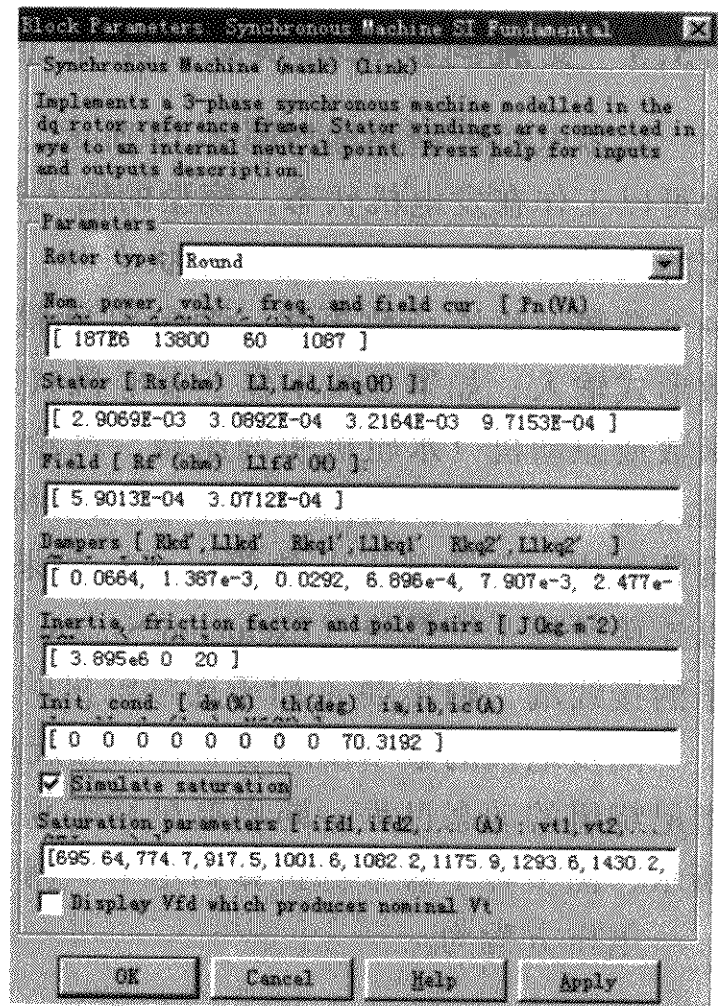 Block Parameters: Synchronous Machine SI Fundamental
Synchronous Machine (mask) (link)
Implements a 3-phase synchronous machine modelled in the
dq rotor reference frame. Stator windings are connected in
wye to an internal neutral point. Press help for inputs
and outputs description.
Parameters
Rotor type: Round
Nom. power, volt., freq. and field cur. [ Pn(VA)
[ 187E6 13800 60 1087 ]
Stator [ Rs(ohm) Ll,Lmd,Lmq(H) ]:
[ 2.9069E-03 3.0892E-04 3.2164E-03 9.7153E-04 ]
Field [ Rf'(ohm) Llfd'(H) ]:
[ 5.9013E-04 3.0712E-04 ]
Dampers [ Rkd',Llkd' Rkq1',Llkq1' Rkq2',Llkq2' ]
[ 0.0664, 1.387e-3, 0.0292, 6.896e-4, 7.907e-3, 2.477e-
Inertia, friction factor and pole pairs [ J(kg.m^2)
[ 3.895e6 0 20 ]
Init. cond. [ dw(%) th(deg) ia,ib,ic(A)
[ 0 0 0 0 0 0 0 0 70.3192 ]
Simulate saturation
Saturation parameters [ ifd1,ifd2,... (A) ; vt1,vt2,...
[695.64,774.7,917.5,1001.6,1082.2,1175.9,1293.6,1430.2,
Display Vfd which produces nominal Vt
OK Cancel Help Apply